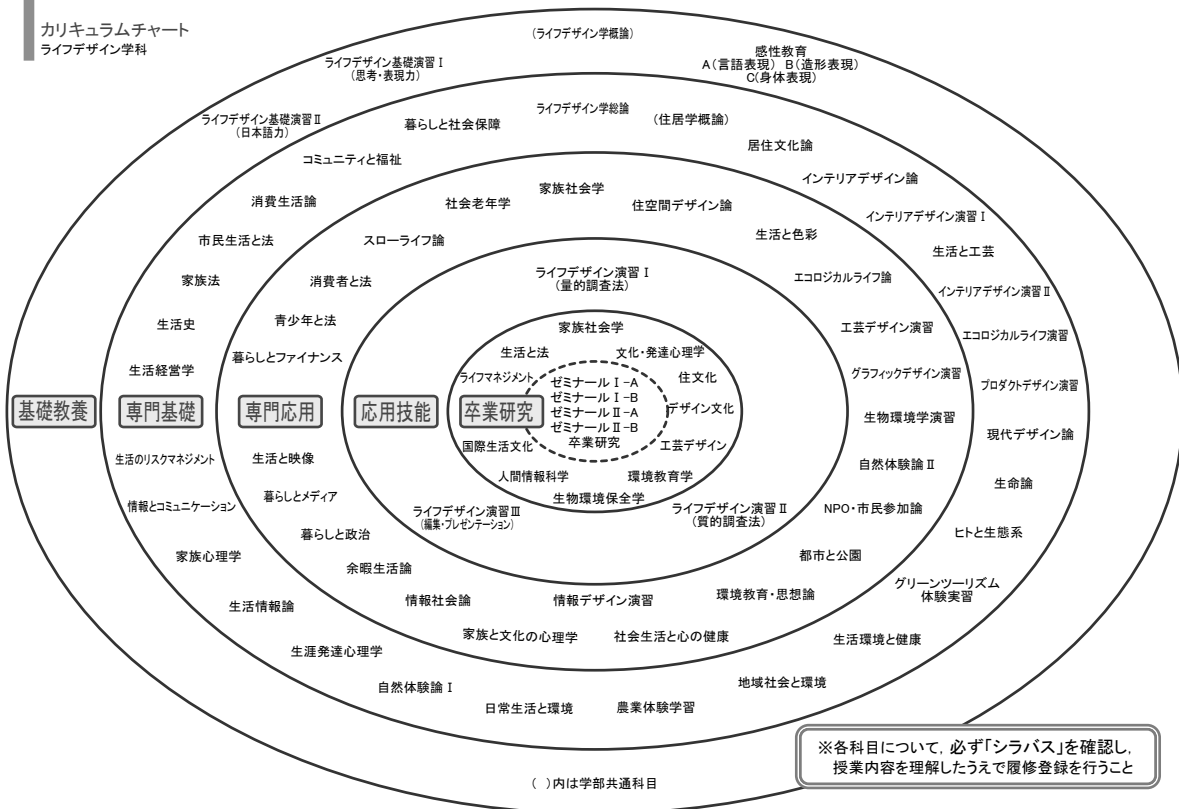 カリキュラムチャート
ライフデザイン学科
(ライフデザイン学概論)
ライフデザイン基礎演習Ⅰ
(思考・表現力)
感性教育
A(言語表現) B(造形表現)
C(身体表現)
ライフデザイン基礎演習Ⅱ
(日本語力)
暮らしと社会保障
ライフデザイン学総論
(住居学概論)
コミュニティと福祉
居住文化論
インテリアデザイン論
消費生活論
社会老年学
家族社会学
住空間デザイン論
インテリアデザイン演習Ⅰ
市民生活と法
スローライフ論
生活と色彩
生活と工芸
家族法
消費者と法
ライフデザイン演習Ⅰ
(量的調査法)
エコロジカルライフ論
インテリアデザイン演習Ⅱ
生活史
青少年と法
家族社会学
工芸デザイン演習
エコロジカルライフ演習
生活経営学
暮らしとファイナンス
生活と法
文化・発達心理学
グラフィックデザイン演習
プロダクトデザイン演習
ライフマネジメント
住文化
ゼミナールⅠ-A
ゼミナールⅠ-B
ゼミナールⅡ-A
ゼミナールⅡ-B
卒業研究
デザイン文化
基礎教養
専門基礎
専門応用
応用技能
卒業研究
生物環境学演習
現代デザイン論
生活のリスクマネジメント
生活と映像
国際生活文化
工芸デザイン
自然体験論Ⅱ
人間情報科学
環境教育学
生命論
情報とコミュニケーション
暮らしとメディア
生物環境保全学
ライフデザイン演習Ⅲ
(編集・プレゼンテーション)
ライフデザイン演習Ⅱ
(質的調査法)
NPO・市民参加論
ヒトと生態系
家族心理学
暮らしと政治
都市と公園
余暇生活論
グリーンツーリズム
体験実習
生活情報論
情報社会論
情報デザイン演習
環境教育・思想論
家族と文化の心理学
社会生活と心の健康
生活環境と健康
生涯発達心理学
自然体験論Ⅰ
地域社会と環境
日常生活と環境
農業体験学習
※各科目について, 必ず「シラバス」を確認し,
授業内容を理解したうえで履修登録を行うこと
( )内は学部共通科目